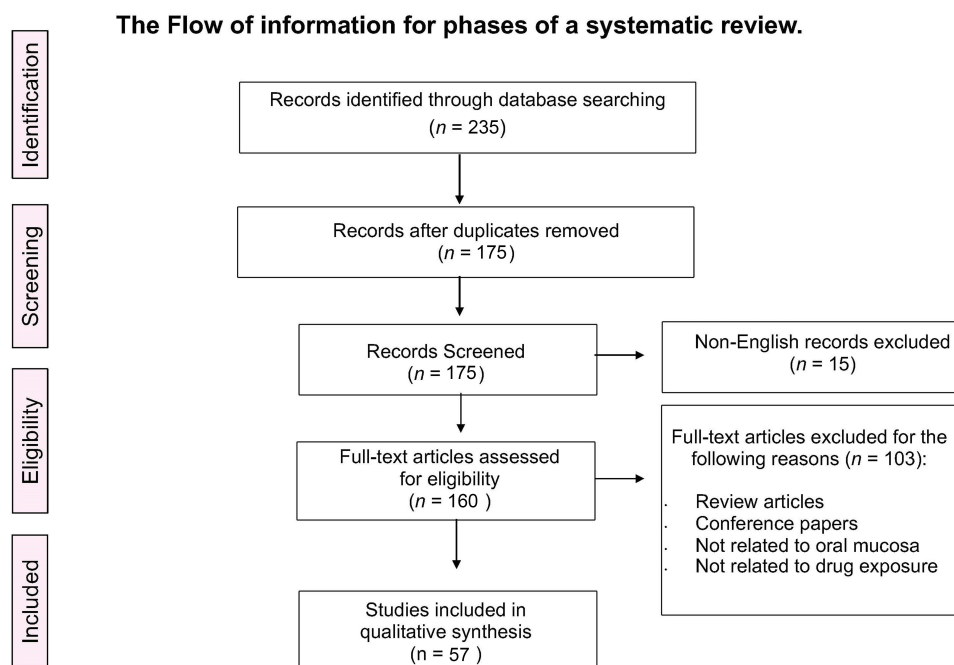 The Flow of information for phases of a systematic review.
Identification
Records identified through database searching
(n = 235)
Screening
Records after duplicates removed
(n = 175)
Records Screened
(n = 175)
Non-English records excluded
(n = 15)
Eligibility
Full-text articles assessed
for eligibility
(n = 160 )
Full-text articles excluded for the
following reasons (n = 103):
. Review articles
. Conference papers
. Not related to oral mucosa
. Not related to drug exposure
Included
Studies included in
qualitative synthesis
(n = 57 )